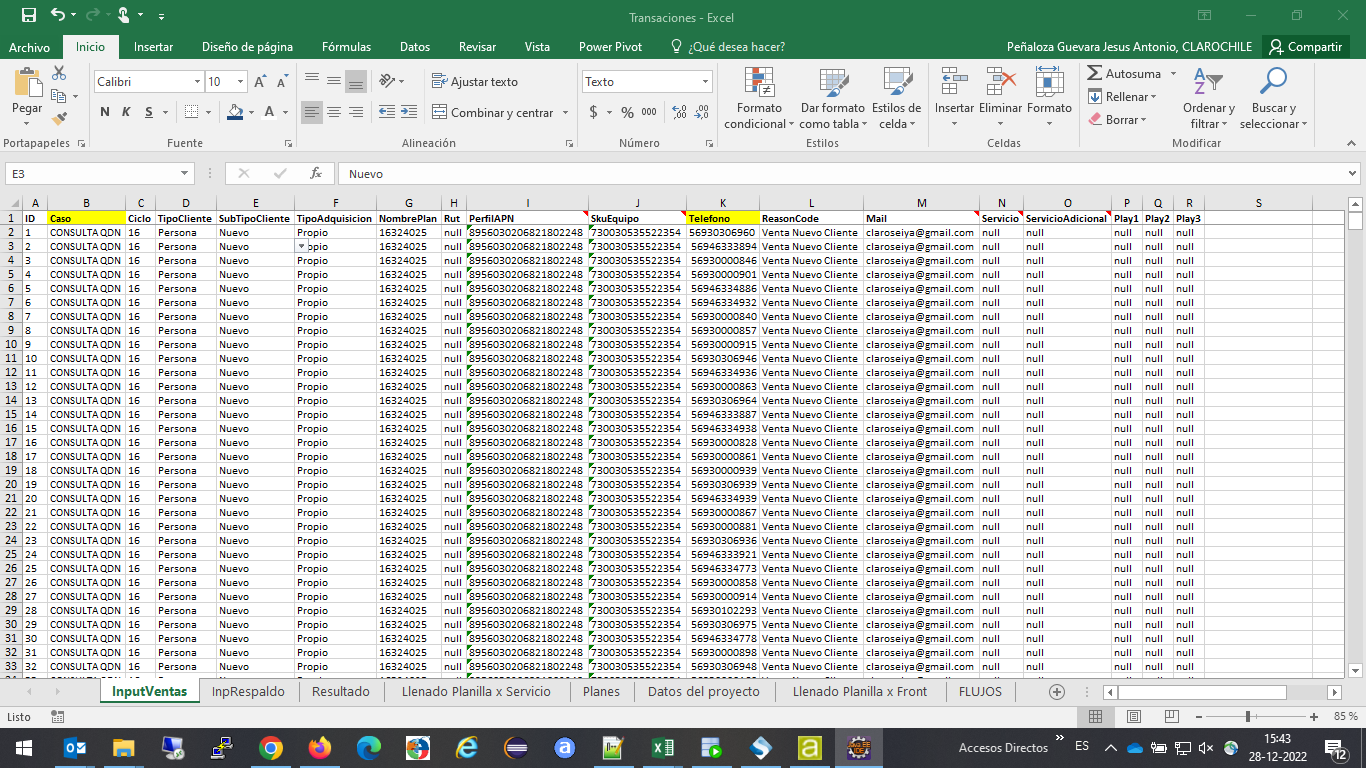 Transaciones - Excel
Archivo Inicio Insertar Diseño de página Fórmulas Datos Revisar Vista Power Pivot ¿Qué desea hacer? Peñaloza Guevara Jesus Antonio, CLAROCHILE Compartir
Pegar Calibri 10 Ajustar texto Texto Formato condicional Dar formato como tabla Estilos de celda Insertar Eliminar Formato Autosuma Rellenar Borrar Ordenar y filtrar Buscar y seleccionar
N K S Combinar y centrar $ % 000
Portapapeles Fuente Alineación Número Estilos Celdas Modificar
E3 fx Nuevo
A B C D E F G H I J K L M N O P Q R S
1 ID Caso Ciclo TipoCliente SubTipoCliente TipoAdquisicion NombrePlan Rut PerfilAPN SkuEquipo Telefono ReasonCode Mail Servicio ServicioAdicional Play1 Play2 Play3
2 1 CONSULTA QDN 16 Persona Nuevo Propio 16324025 null 8956030206821802248 730030535522354 56930306960 Venta Nuevo Cliente claroseiya@gmail.com null null null null null
3 2 CONSULTA QDN 16 Persona Nuevo pio 16324025 null 8956030206821802248 730030535522354 56946333894 Venta Nuevo Cliente claroseiya@gmail.com null null null null null
4 3 CONSULTA QDN 16 Persona Nuevo Propio 16324025 null 8956030206821802248 730030535522354 56930000846 Venta Nuevo Cliente claroseiya@gmail.com null null null null null
5 4 CONSULTA QDN 16 Persona Nuevo Propio 16324025 null 8956030206821802248 730030535522354 56930000901 Venta Nuevo Cliente claroseiya@gmail.com null null null null null
6 5 CONSULTA QDN 16 Persona Nuevo Propio 16324025 null 8956030206821802248 730030535522354 56946334886 Venta Nuevo Cliente claroseiya@gmail.com null null null null null
7 6 CONSULTA QDN 16 Persona Nuevo Propio 16324025 null 8956030206821802248 730030535522354 56946334932 Venta Nuevo Cliente claroseiya@gmail.com null null null null null
8 7 CONSULTA QDN 16 Persona Nuevo Propio 16324025 null 8956030206821802248 730030535522354 56930000840 Venta Nuevo Cliente claroseiya@gmail.com null null null null null
9 8 CONSULTA QDN 16 Persona Nuevo Propio 16324025 null 8956030206821802248 730030535522354 56930000857 Venta Nuevo Cliente claroseiya@gmail.com null null null null null
10 9 CONSULTA QDN 16 Persona Nuevo Propio 16324025 null 8956030206821802248 730030535522354 56930000915 Venta Nuevo Cliente claroseiya@gmail.com null null null null null
11 10 CONSULTA QDN 16 Persona Nuevo Propio 16324025 null 8956030206821802248 730030535522354 56930306946 Venta Nuevo Cliente claroseiya@gmail.com null null null null null
12 11 CONSULTA QDN 16 Persona Nuevo Propio 16324025 null 8956030206821802248 730030535522354 56946334936 Venta Nuevo Cliente claroseiya@gmail.com null null null null null
13 12 CONSULTA QDN 16 Persona Nuevo Propio 16324025 null 8956030206821802248 730030535522354 56930000863 Venta Nuevo Cliente claroseiya@gmail.com null null null null null
14 13 CONSULTA QDN 16 Persona Nuevo Propio 16324025 null 8956030206821802248 730030535522354 56930306964 Venta Nuevo Cliente claroseiya@gmail.com null null null null null
15 14 CONSULTA QDN 16 Persona Nuevo Propio 16324025 null 8956030206821802248 730030535522354 56946333887 Venta Nuevo Cliente claroseiya@gmail.com null null null null null
16 15 CONSULTA QDN 16 Persona Nuevo Propio 16324025 null 8956030206821802248 730030535522354 56946334938 Venta Nuevo Cliente claroseiya@gmail.com null null null null null
17 16 CONSULTA QDN 16 Persona Nuevo Propio 16324025 null 8956030206821802248 730030535522354 56930000828 Venta Nuevo Cliente claroseiya@gmail.com null null null null null
18 17 CONSULTA QDN 16 Persona Nuevo Propio 16324025 null 8956030206821802248 730030535522354 56930000861 Venta Nuevo Cliente claroseiya@gmail.com null null null null null
19 18 CONSULTA QDN 16 Persona Nuevo Propio 16324025 null 8956030206821802248 730030535522354 56930000939 Venta Nuevo Cliente claroseiya@gmail.com null null null null null
20 19 CONSULTA QDN 16 Persona Nuevo Propio 16324025 null 8956030206821802248 730030535522354 56930306939 Venta Nuevo Cliente claroseiya@gmail.com null null null null null
21 20 CONSULTA QDN 16 Persona Nuevo Propio 16324025 null 8956030206821802248 730030535522354 56946334939 Venta Nuevo Cliente claroseiya@gmail.com null null null null null
22 21 CONSULTA QDN 16 Persona Nuevo Propio 16324025 null 8956030206821802248 730030535522354 56930000867 Venta Nuevo Cliente claroseiya@gmail.com null null null null null
23 22 CONSULTA QDN 16 Persona Nuevo Propio 16324025 null 8956030206821802248 730030535522354 56930000881 Venta Nuevo Cliente claroseiya@gmail.com null null null null null
24 23 CONSULTA QDN 16 Persona Nuevo Propio 16324025 null 8956030206821802248 730030535522354 56930306936 Venta Nuevo Cliente claroseiya@gmail.com null null null null null
25 24 CONSULTA QDN 16 Persona Nuevo Propio 16324025 null 8956030206821802248 730030535522354 56946333921 Venta Nuevo Cliente claroseiya@gmail.com null null null null null
26 25 CONSULTA QDN 16 Persona Nuevo Propio 16324025 null 8956030206821802248 730030535522354 56946334773 Venta Nuevo Cliente claroseiya@gmail.com null null null null null
27 26 CONSULTA QDN 16 Persona Nuevo Propio 16324025 null 8956030206821802248 730030535522354 56930000858 Venta Nuevo Cliente claroseiya@gmail.com null null null null null
28 27 CONSULTA QDN 16 Persona Nuevo Propio 16324025 null 8956030206821802248 730030535522354 56930000914 Venta Nuevo Cliente claroseiya@gmail.com null null null null null
29 28 CONSULTA QDN 16 Persona Nuevo Propio 16324025 null 8956030206821802248 730030535522354 56930102293 Venta Nuevo Cliente claroseiya@gmail.com null null null null null
30 29 CONSULTA QDN 16 Persona Nuevo Propio 16324025 null 8956030206821802248 730030535522354 56930306975 Venta Nuevo Cliente claroseiya@gmail.com null null null null null
31 30 CONSULTA QDN 16 Persona Nuevo Propio 16324025 null 8956030206821802248 730030535522354 56946334778 Venta Nuevo Cliente claroseiya@gmail.com null null null null null
32 31 CONSULTA QDN 16 Persona Nuevo Propio 16324025 null 8956030206821802248 730030535522354 56930000898 Venta Nuevo Cliente claroseiya@gmail.com null null null null null
33 32 CONSULTA QDN 16 Persona Nuevo Propio 16324025 null 8956030206821802248 730030535522354 56930306948 Venta Nuevo Cliente claroseiya@gmail.com null null null null null
InputVentas InpRespaldo Resultado Llenado Planilla x Servicio Planes Datos del proyecto Llenado Planilla x Front FLUJOS
Listo 85 %
Accesos Directos ES 15:43
28-12-2022 12